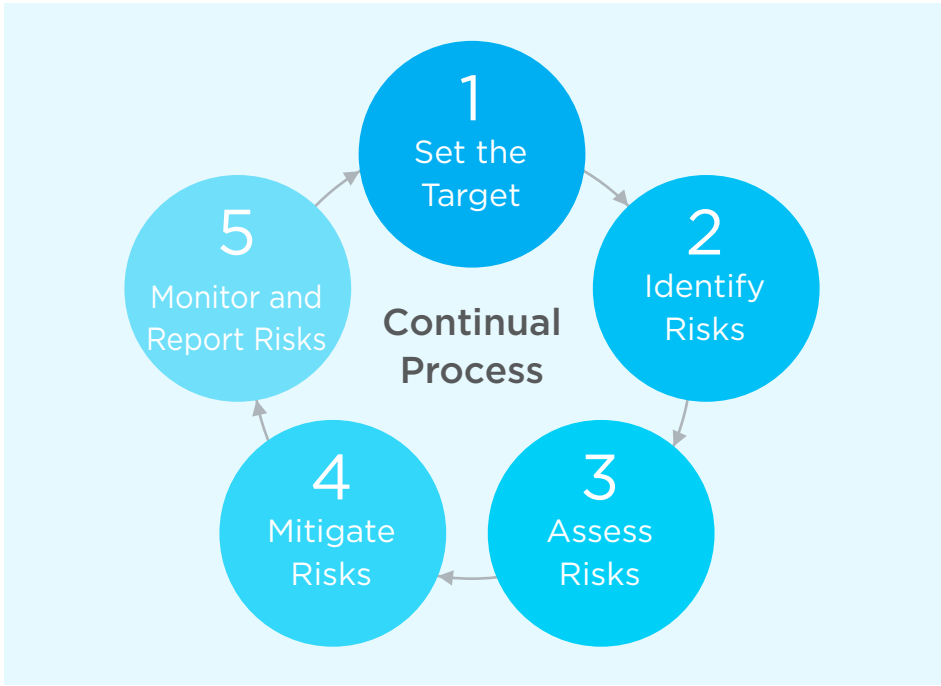 1
Set the
Target
2
Identify
Risks
3
Assess
Risks
4
Mitigate
Risks
5
Monitor and
Report Risks
Continual
Process